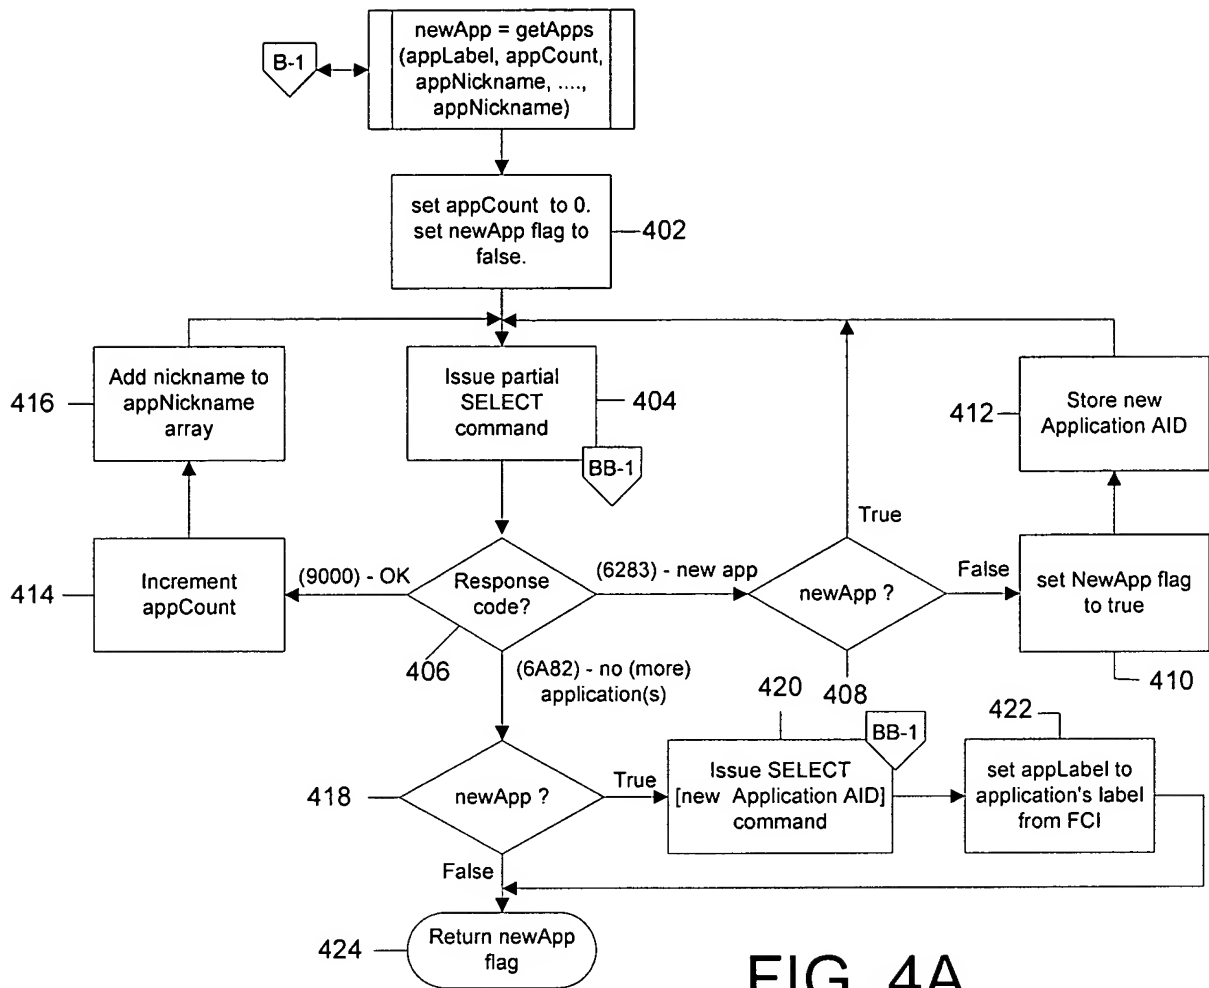 newApp = getApps
(appLabel, appCount,
appNickname, ....,
appNickname)
B-1
set appCount to 0.
set newApp flag to
false.
402
Add nickname to
appNickname
array
416
Issue partial
SELECT
command
404
BB-1
Store new
Application AID
412
True
Increment
appCount
414
(9000) - OK
Response
code?
406
(6283) - new app
newApp ?
408
False
set NewApp flag
to true
410
(6A82) - no (more)
application(s)
newApp ?
418
True
420
Issue SELECT
[new Application AID]
command
BB-1
422
set appLabel to
application's label
from FCI
False
Return newApp
flag
424
FIG. 4A